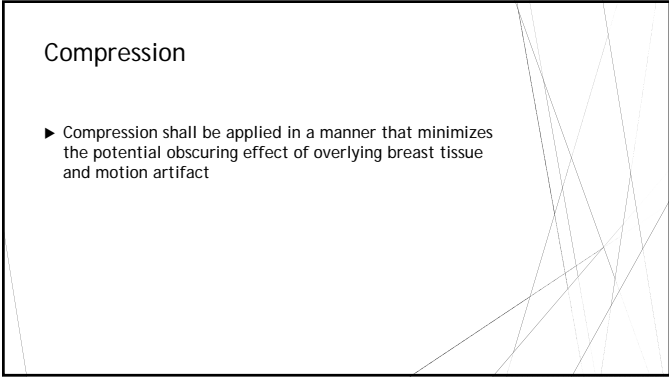 Compression
▶ Compression shall be applied in a manner that minimizes
the potential obscuring effect of overlying breast tissue
and motion artifact